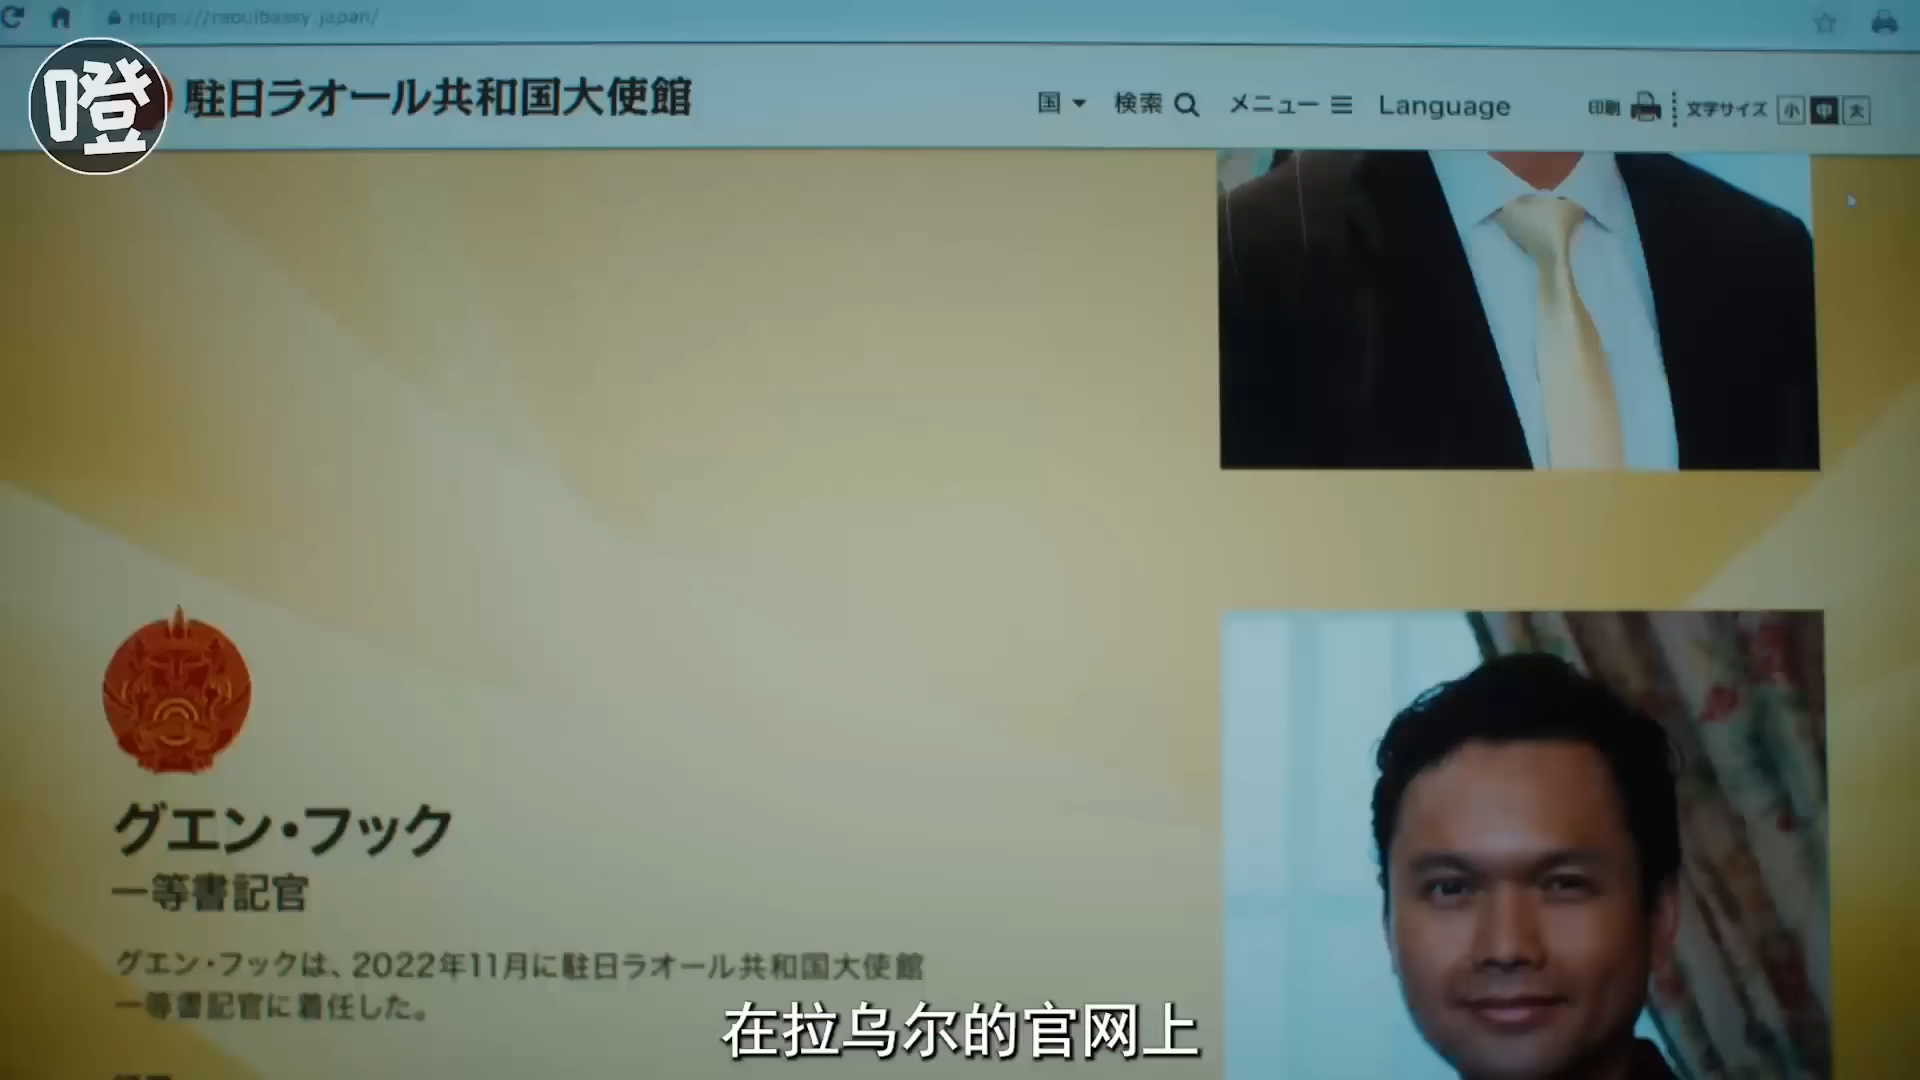 https:///raoulbassy.japan/
噔
駐日ラオール共和国大使館
国 検索 メニュー Language 印刷 文字サイズ 小 中 大
グエン・フック
一等書記官
グエン・フックは、2022年11月に駐日ラオール共和国大使館
一等書記官に着任した。
在拉乌尔的官网上